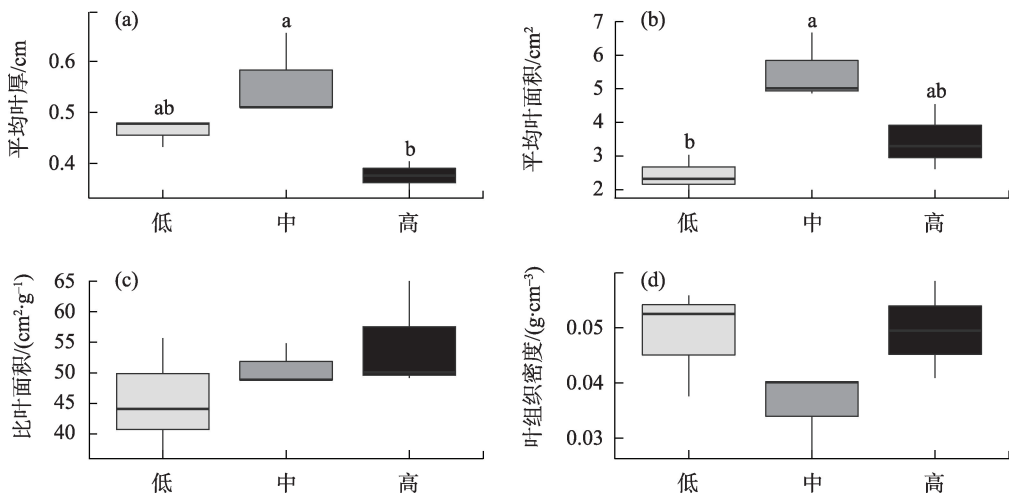 (a)
平均叶厚/cm
0.6
0.5
0.4
ab
a
b
低 中 高
(b)
平均叶面积/cm²
7
6
5
4
3
2
b
a
ab
低 中 高
(c)
比叶面积/(cm²·g⁻¹)
65
60
55
50
45
40
低 中 高
(d)
叶组织密度/(g·cm⁻³)
0.05
0.04
0.03
低 中 高